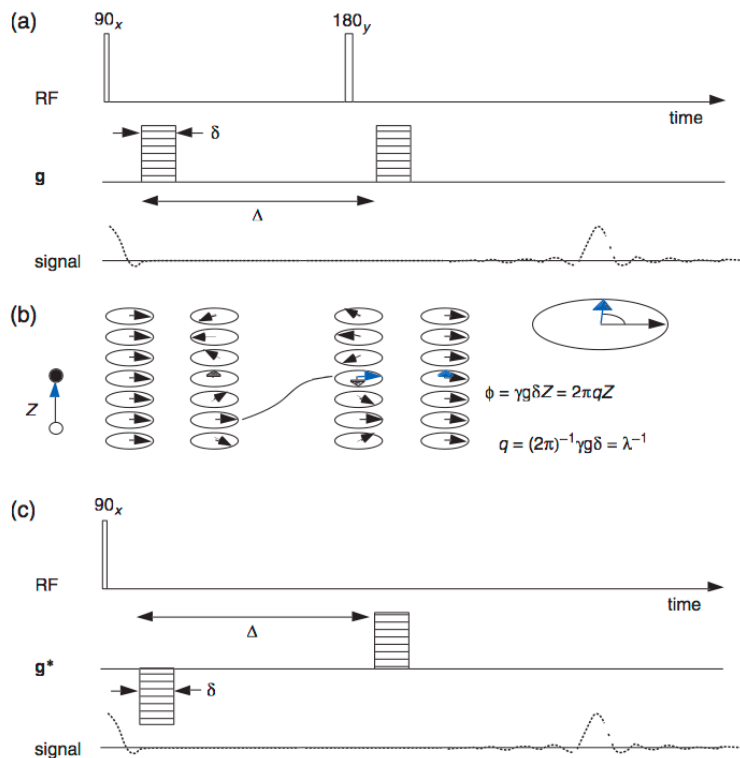 (a)
90x
180y
RF
time
δ
g
Δ
signal
(b)
Z
ϕ = γgδZ = 2πqZ
q = (2π)⁻¹γgδ = λ⁻¹
(c)
90x
RF
time
Δ
g*
δ
signal